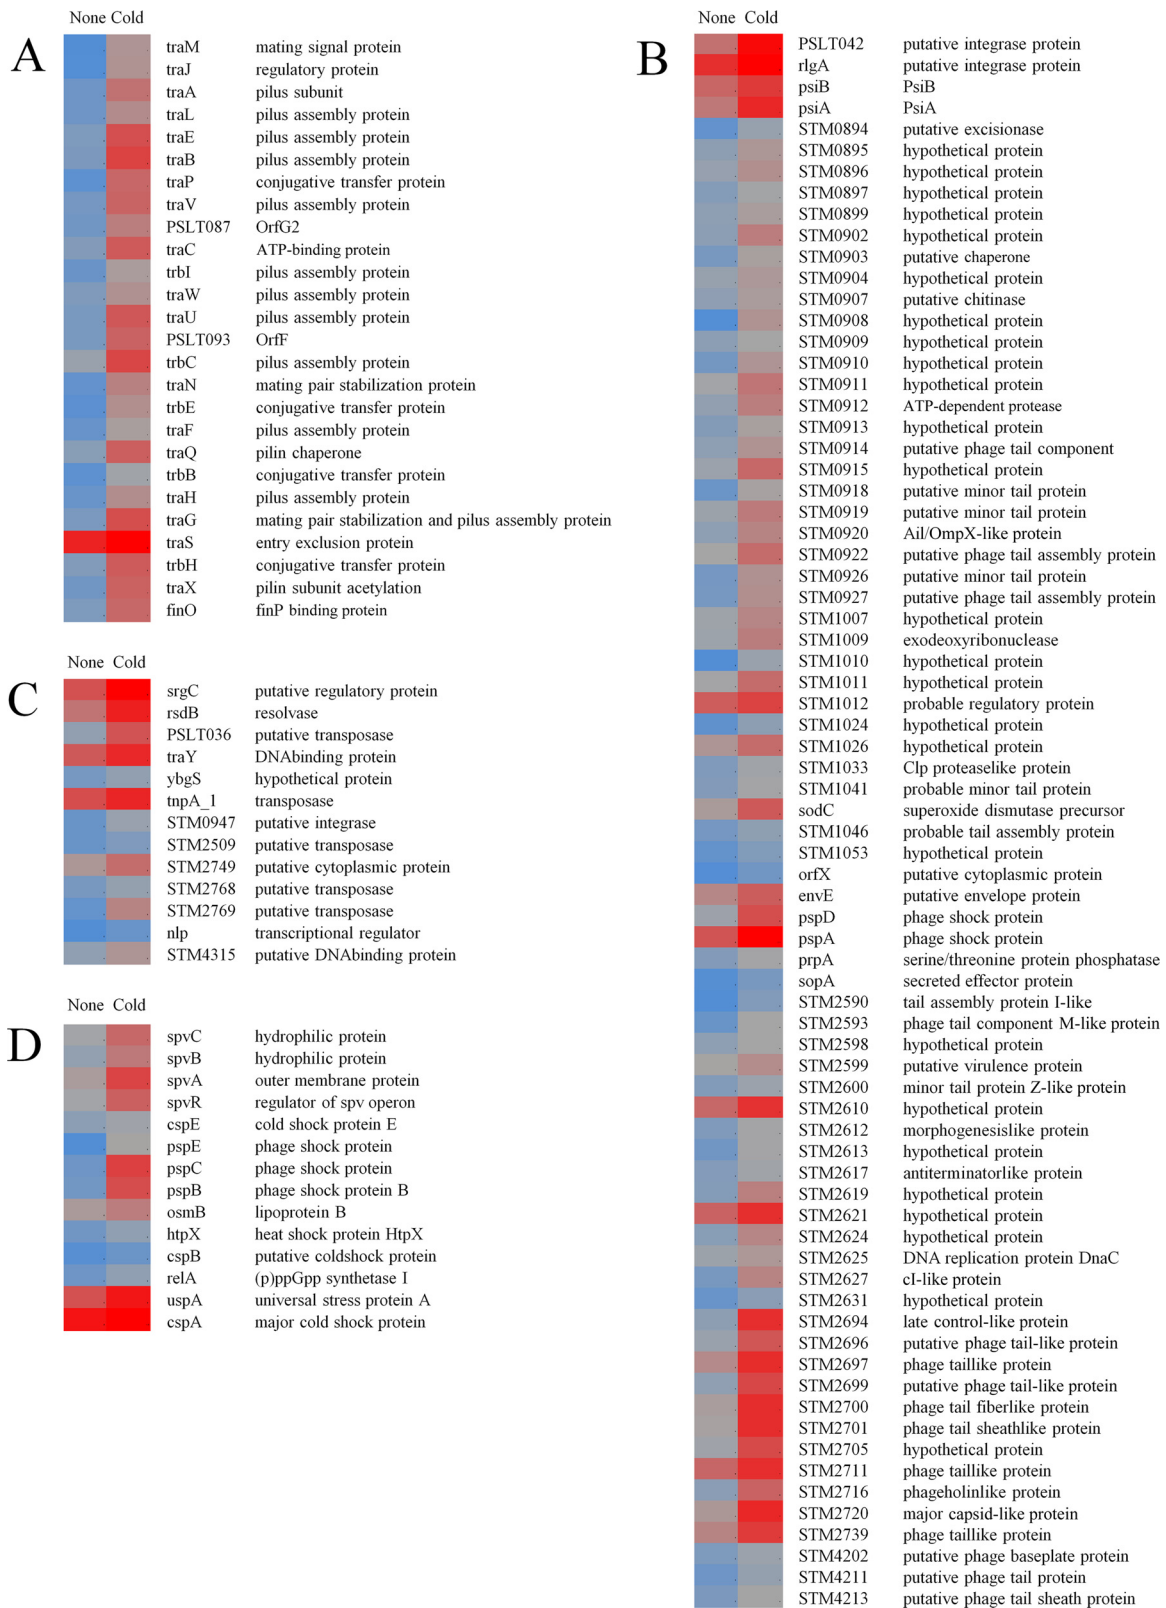 A
None Cold
traM mating signal protein
traJ regulatory protein
traA pilus subunit
traL pilus assembly protein
traE pilus assembly protein
traB pilus assembly protein
traP conjugative transfer protein
traV pilus assembly protein
PSLT087 OrfG2
traC ATP-binding protein
trbI pilus assembly protein
traW pilus assembly protein
traU pilus assembly protein
PSLT093 OrfF
trbC pilus assembly protein
traN mating pair stabilization protein
trbE conjugative transfer protein
traF pilus assembly protein
traQ pilin chaperone
trbB conjugative transfer protein
traH pilus assembly protein
traG mating pair stabilization and pilus assembly protein
traS entry exclusion protein
trbH conjugative transfer protein
traX pilin subunit acetylation
finO finP binding protein
C
None Cold
srgC putative regulatory protein
rsdB resolvase
PSLT036 putative transposase
traY DNAbinding protein
ybgS hypothetical protein
tnpA_1 transposase
STM0947 putative integrase
STM2509 putative transposase
STM2749 putative cytoplasmic protein
STM2768 putative transposase
STM2769 putative transposase
nlp transcriptional regulator
STM4315 putative DNAbinding protein
D
None Cold
spvC hydrophilic protein
spvB hydrophilic protein
spvA outer membrane protein
spvR regulator of spv operon
cspE cold shock protein E
pspE phage shock protein
pspC phage shock protein
pspB phage shock protein B
osmB lipoprotein B
htpX heat shock protein HtpX
cspB putative coldshock protein
relA (p)ppGpp synthetase I
uspA universal stress protein A
cspA major cold shock protein
B
None Cold
PSLT042 putative integrase protein
rlgA putative integrase protein
psiB PsiB
psiA PsiA
STM0894 putative excisionase
STM0895 hypothetical protein
STM0896 hypothetical protein
STM0897 hypothetical protein
STM0899 hypothetical protein
STM0902 hypothetical protein
STM0903 putative chaperone
STM0904 hypothetical protein
STM0907 putative chitinase
STM0908 hypothetical protein
STM0909 hypothetical protein
STM0910 hypothetical protein
STM0911 hypothetical protein
STM0912 ATP-dependent protease
STM0913 hypothetical protein
STM0914 putative phage tail component
STM0915 hypothetical protein
STM0918 putative minor tail protein
STM0919 putative minor tail protein
STM0920 Ail/OmpX-like protein
STM0922 putative phage tail assembly protein
STM0926 putative minor tail protein
STM0927 putative phage tail assembly protein
STM1007 hypothetical protein
STM1009 exodeoxyribonuclease
STM1010 hypothetical protein
STM1011 hypothetical protein
STM1012 probable regulatory protein
STM1024 hypothetical protein
STM1026 hypothetical protein
STM1033 Clp proteaselike protein
STM1041 probable minor tail protein
sodC superoxide dismutase precursor
STM1046 probable tail assembly protein
STM1053 hypothetical protein
orfX putative cytoplasmic protein
envE putative envelope protein
pspD phage shock protein
pspA phage shock protein
prpA serine/threonine protein phosphatase
sopA secreted effector protein
STM2590 tail assembly protein I-like
STM2593 phage tail component M-like protein
STM2598 hypothetical protein
STM2599 putative virulence protein
STM2600 minor tail protein Z-like protein
STM2610 hypothetical protein
STM2612 morphogenesislike protein
STM2613 hypothetical protein
STM2617 antiterminatorlike protein
STM2619 hypothetical protein
STM2621 hypothetical protein
STM2624 hypothetical protein
STM2625 DNA replication protein DnaC
STM2627 cI-like protein
STM2631 hypothetical protein
STM2694 late control-like protein
STM2696 putative phage tail-like protein
STM2697 phage taillike protein
STM2699 putative phage tail-like protein
STM2700 phage tail fiberlike protein
STM2701 phage tail sheathlike protein
STM2705 hypothetical protein
STM2711 phage taillike protein
STM2716 phageholinlike protein
STM2720 major capsid-like protein
STM2739 phage taillike protein
STM4202 putative phage baseplate protein
STM4211 putative phage tail protein
STM4213 putative phage tail sheath protein